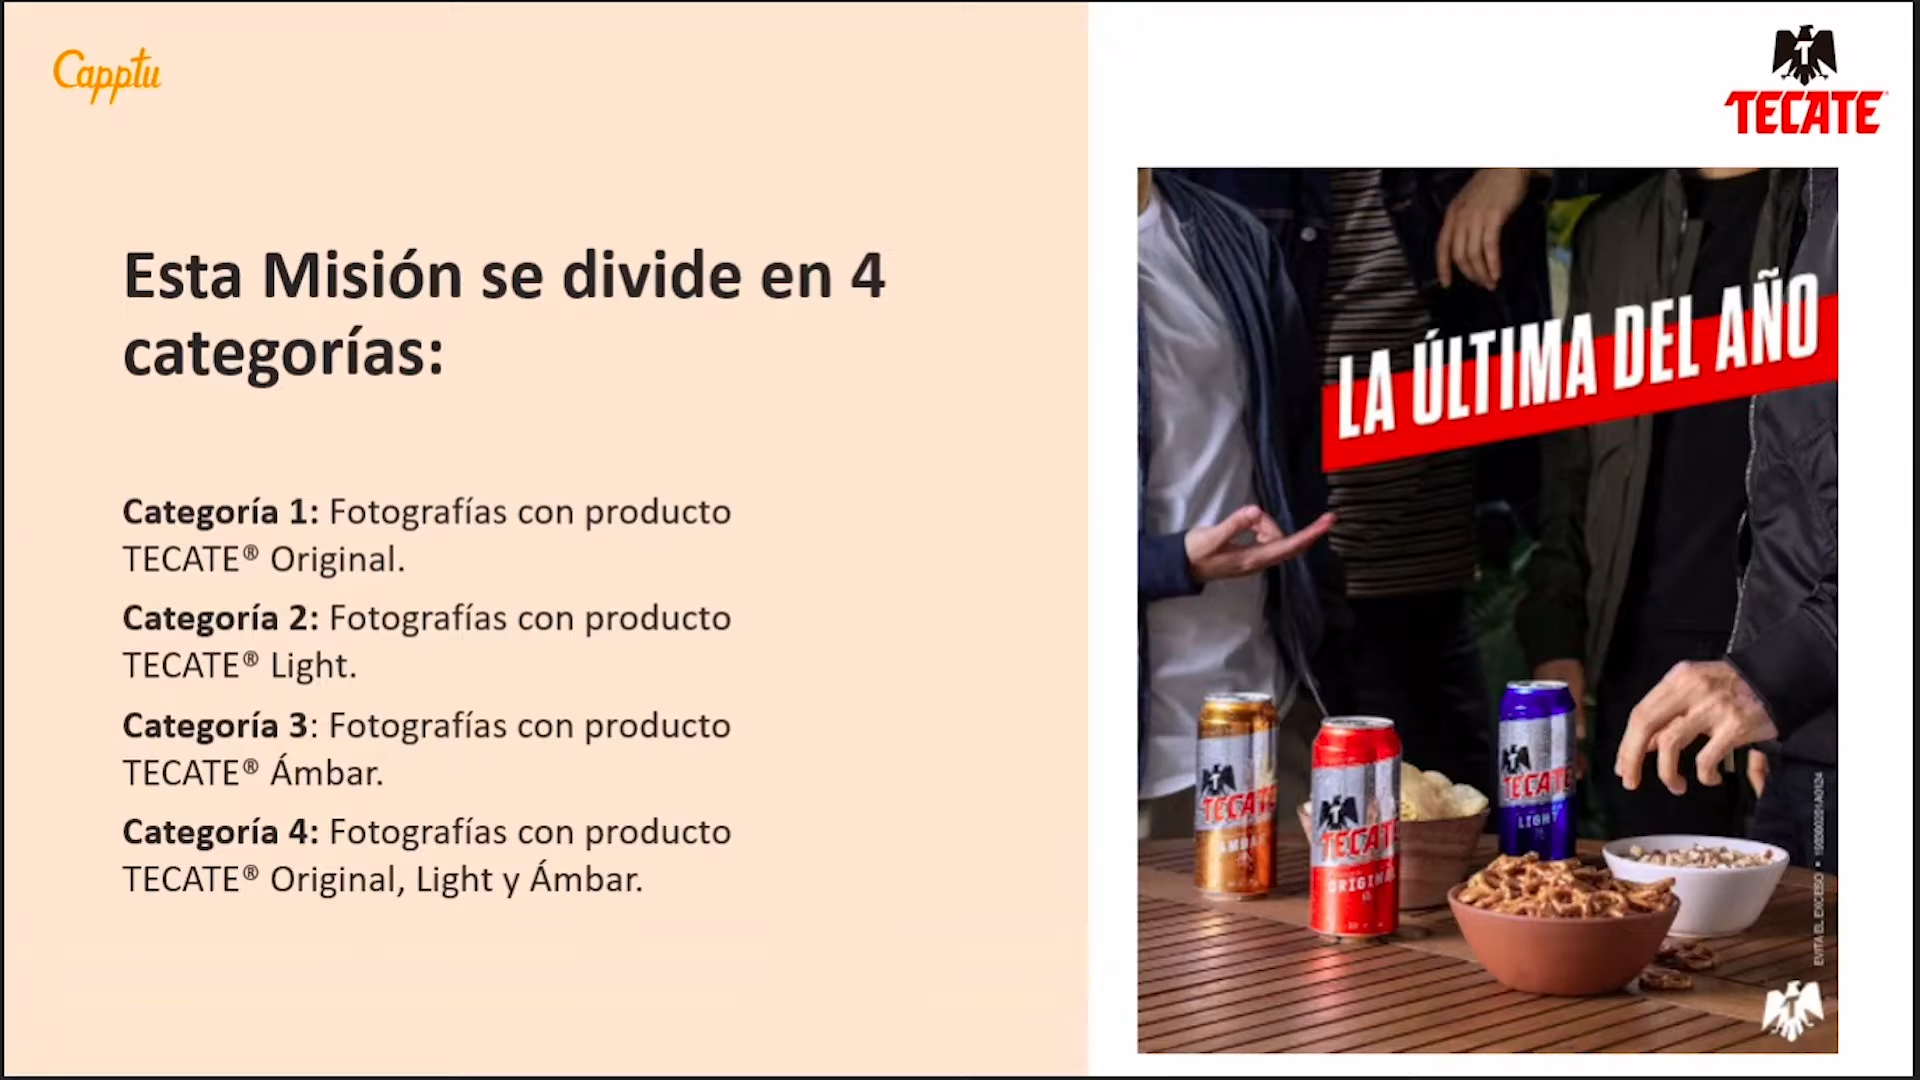 Capptu
TECATE
Esta Misión se divide en 4
categorías:
Categoría 1: Fotografías con producto
TECATE® Original.
Categoría 2: Fotografías con producto
TECATE® Light.
Categoría 3: Fotografías con producto
TECATE® Ámbar.
Categoría 4: Fotografías con producto
TECATE® Original, Light y Ámbar.
LA ÚLTIMA DEL AÑO
TECATE
TECATE
ORIGINAL
TECATE
LIGHT
EVITA EL EXCESO